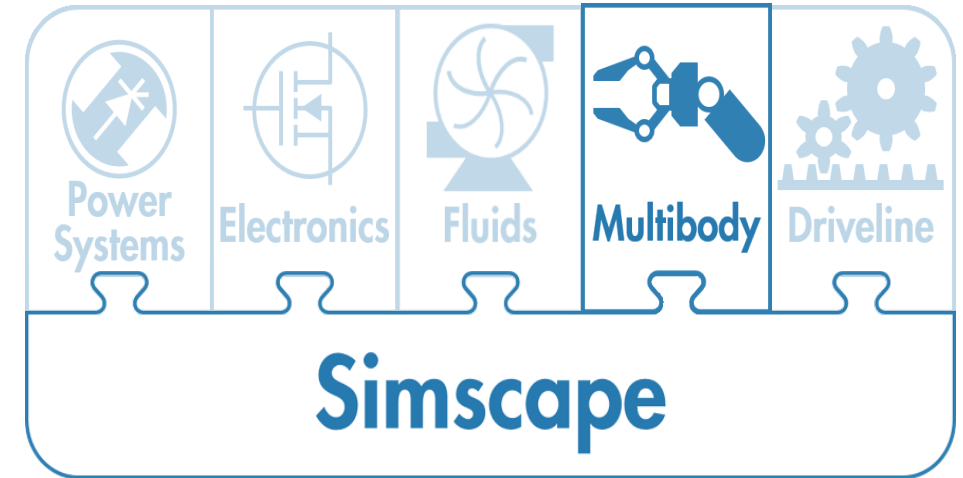 Power
Systems
Electronics
Fluids
Multibody
Driveline
Simscape